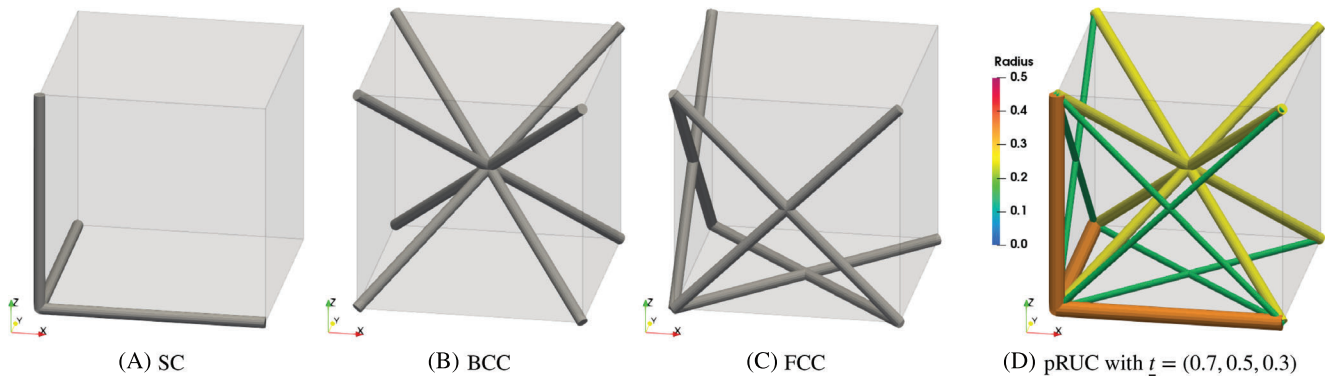 Radius
0.5
0.4
0.3
0.2
0.1
0.0
Z
Y
X
Z
Y
X
Z
Y
X
Z
Y
X
(A) SC
(B) BCC
(C) FCC
(D) pRUC with t = (0.7, 0.5, 0.3)